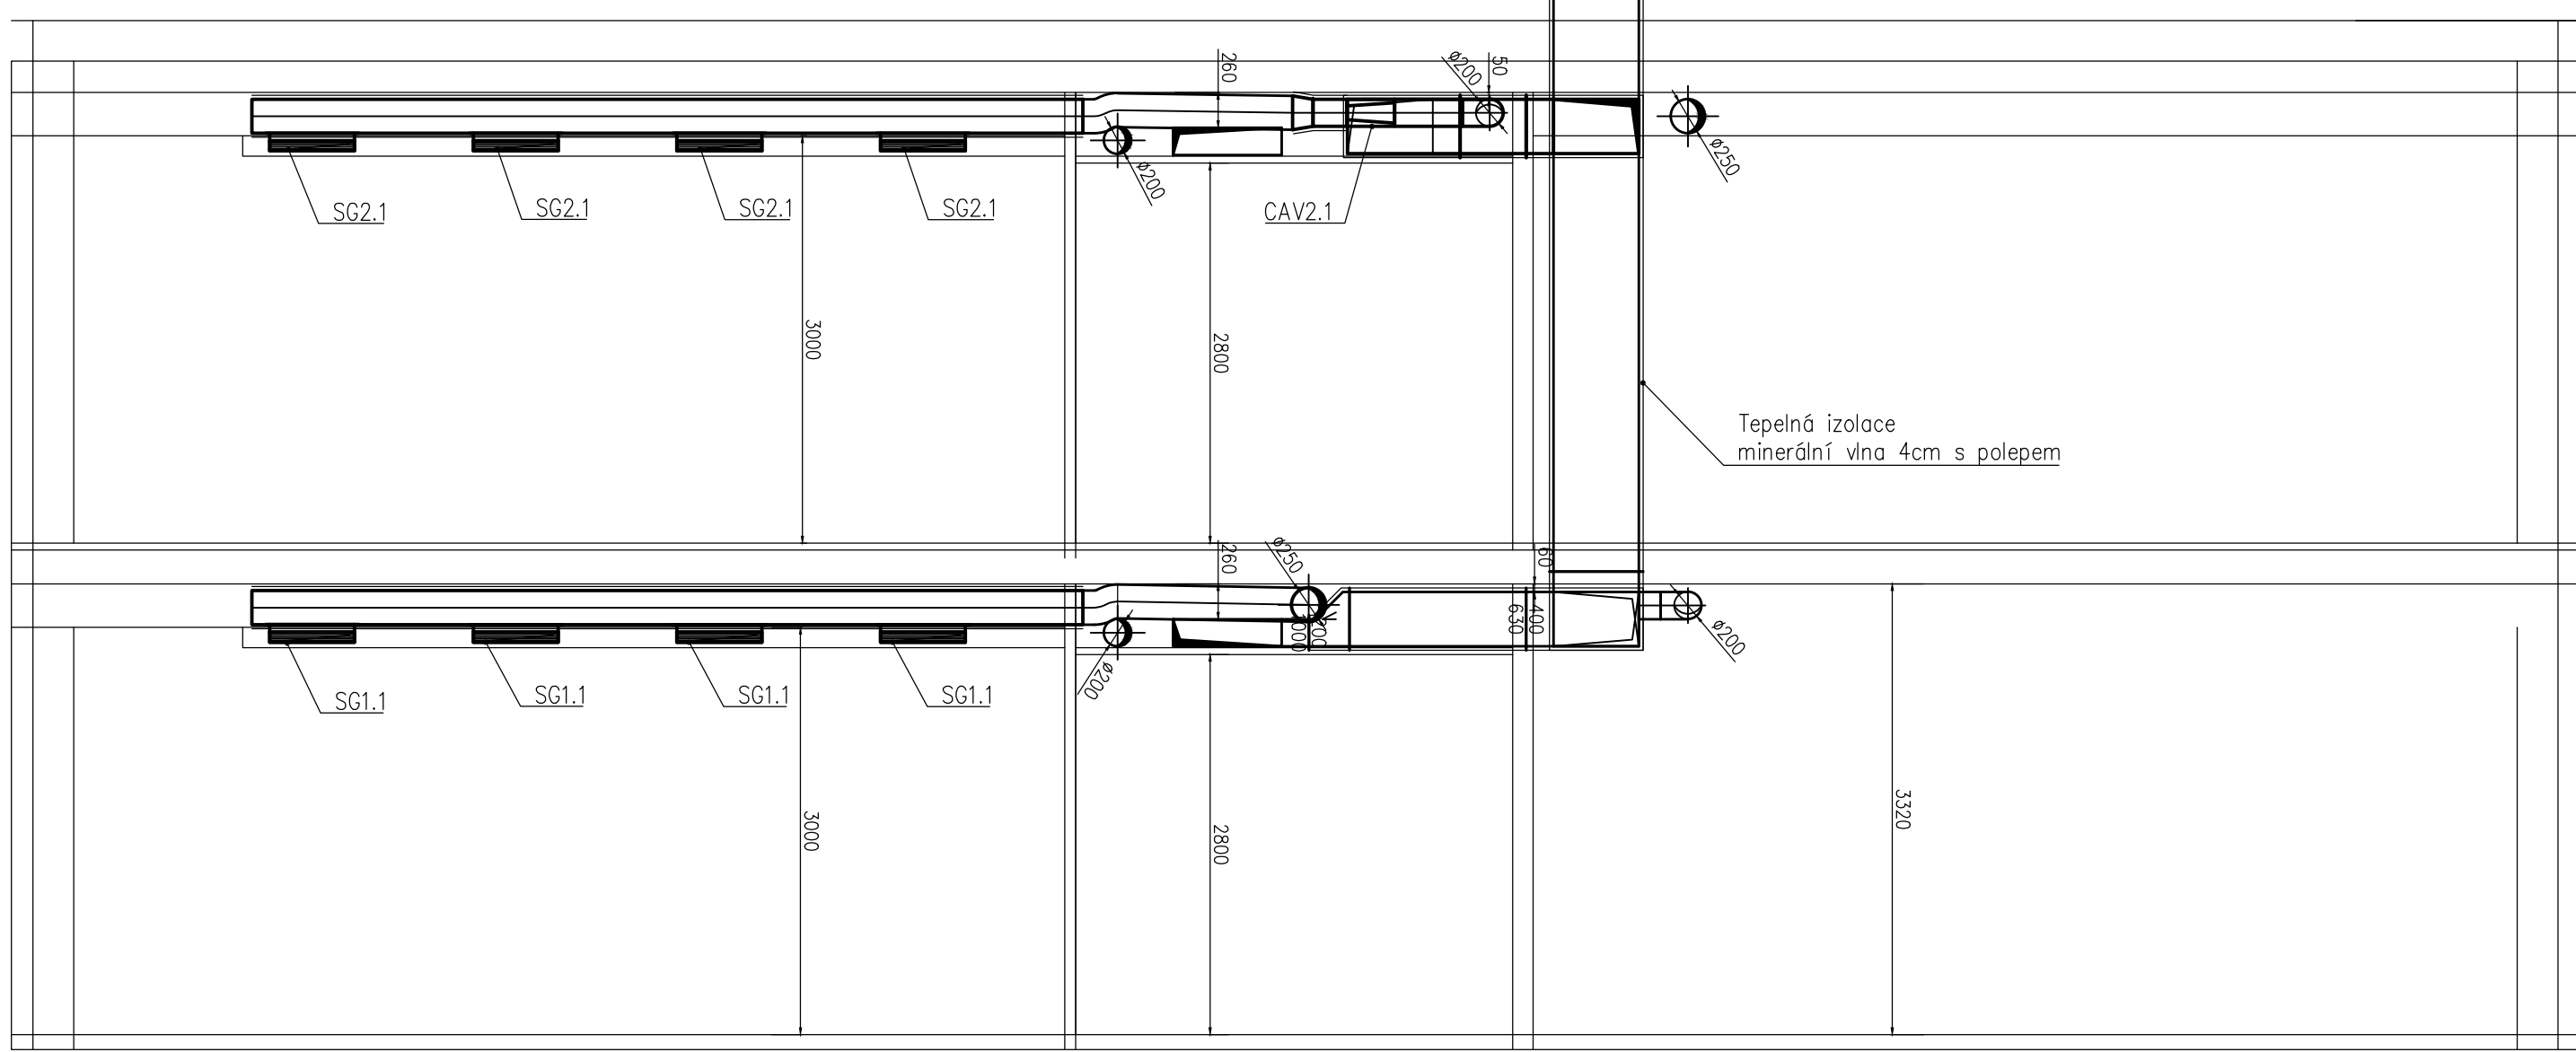 260
ø200
50
ø250
ø200
SG2.1
SG2.1
SG2.1
SG2.1
CAV2.1
3000
2800
Tepelná izolace
minerální vlna 4cm s polepem
260
ø250
60
400
630
ø200
ø200
SG1.1
SG1.1
SG1.1
SG1.1
3000
2800
3320